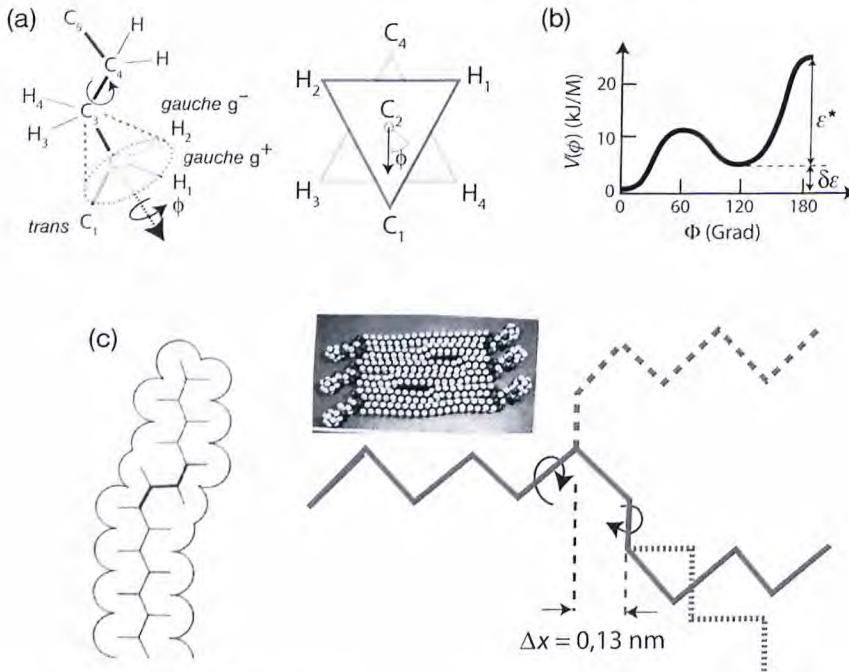 (a)
C₅
H
C₄
H
H₄
C₃
H₃
gauche g⁻
H₂
gauche g⁺
H₁
ϕ
trans
C₁
C₄
H₂
H₁
C₂
ϕ
H₃
H₄
C₁
(b)
V(ϕ) (kJ/M)
20
10
0
ε*
δε
0
60
120
180
Φ (Grad)
(c)
Δx = 0,13 nm